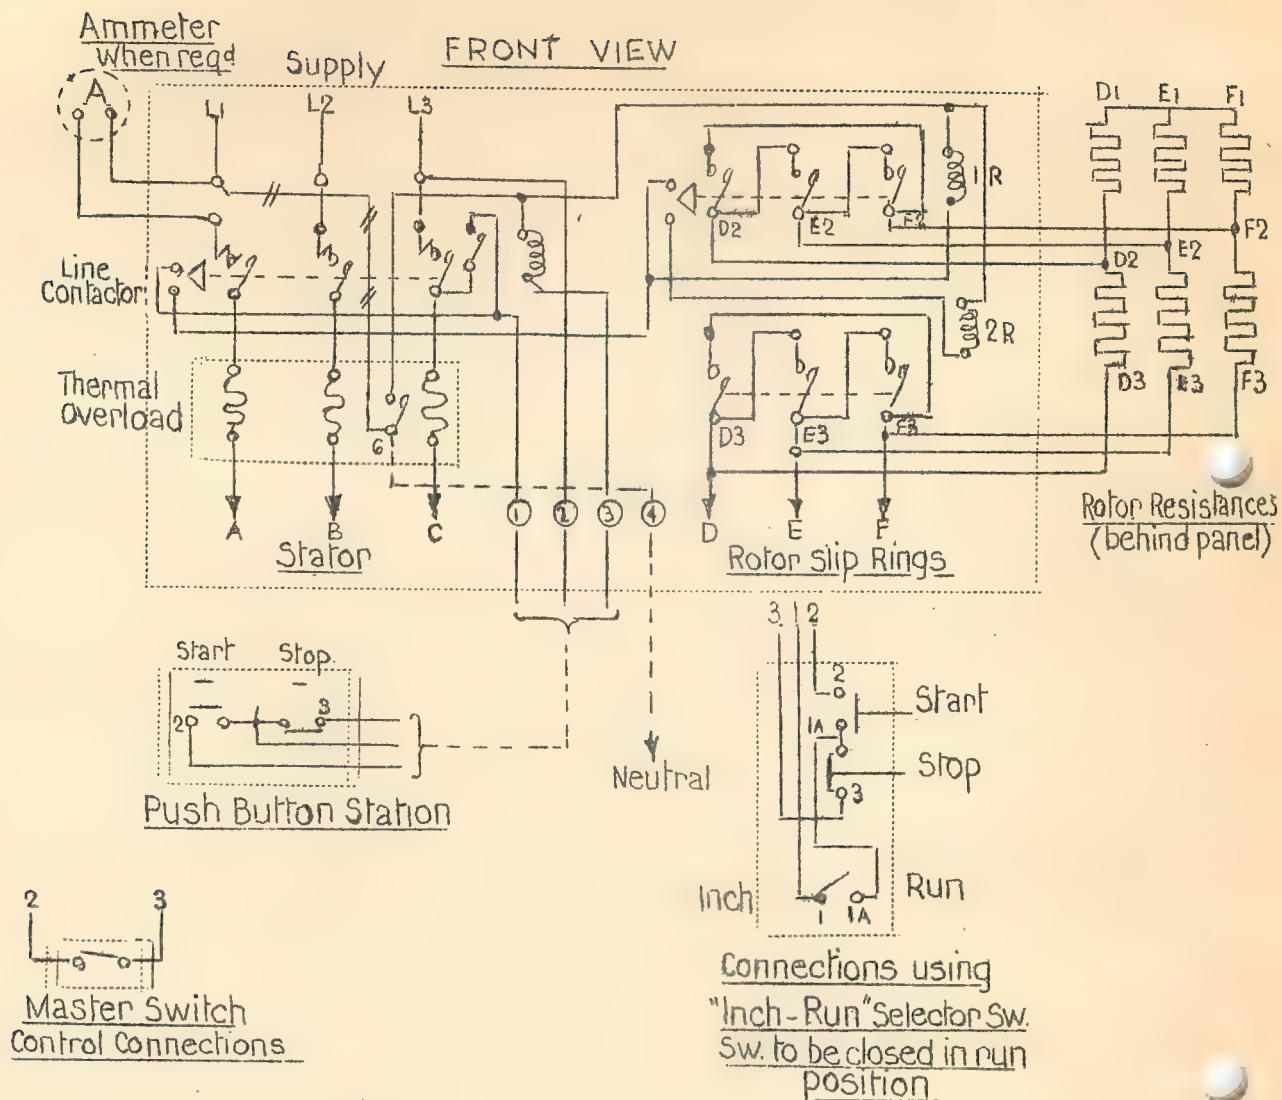 Ammeter
When reqd
FRONT VIEW
Supply
A
L1 L2 L3
D1 E1 F1
1R
D2 E2 F2
F2
E2
D2
Line
Contactor
2R
Thermal
Overload
6
D3 E3 F3
D3 E3 F3
1 2 3 4
A B C
D E F
Stator
Rotor Slip Rings
Rotor Resistances
(behind panel)
3 1 2
Start Stop
2 3
Push Button Station
Neutral
2
Start
1A
Stop
3
Inch
Run
1 1A
2 3
Master Switch
Control Connections
Connections using
"Inch-Run" Selector Sw.
Sw. to be closed in run
position